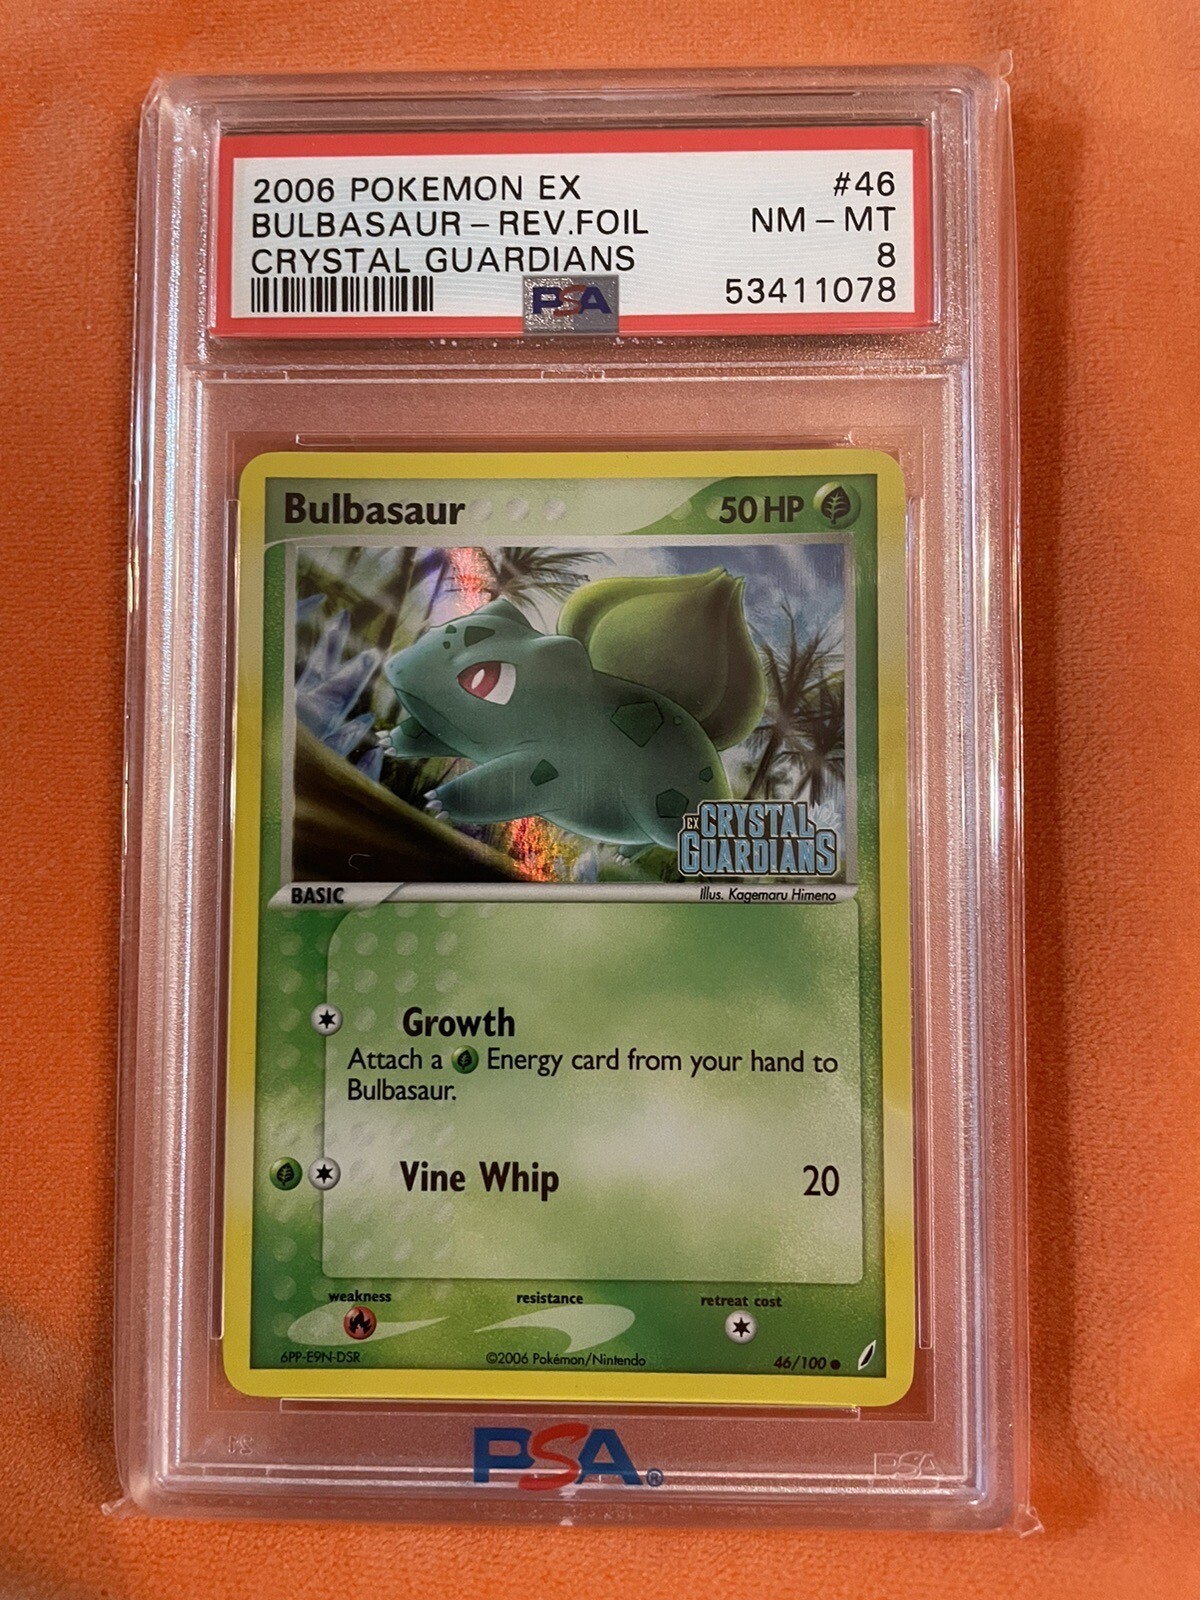 2006 POKEMON EX #46
BULBASAUR - REV.FOIL NM - MT
CRYSTAL GUARDIANS 8
53411078
PSA
Bulbasaur 50 HP
EX CRYSTAL
GUARDIANS
BASIC Illus. Kagemaru Himeno
Growth
Attach a Energy card from your hand to
Bulbasaur.
Vine Whip 20
weakness resistance retreat cost
6PP-E9N-DSR ©2006 Pokémon/Nintendo 46/100
PSA®
PSA